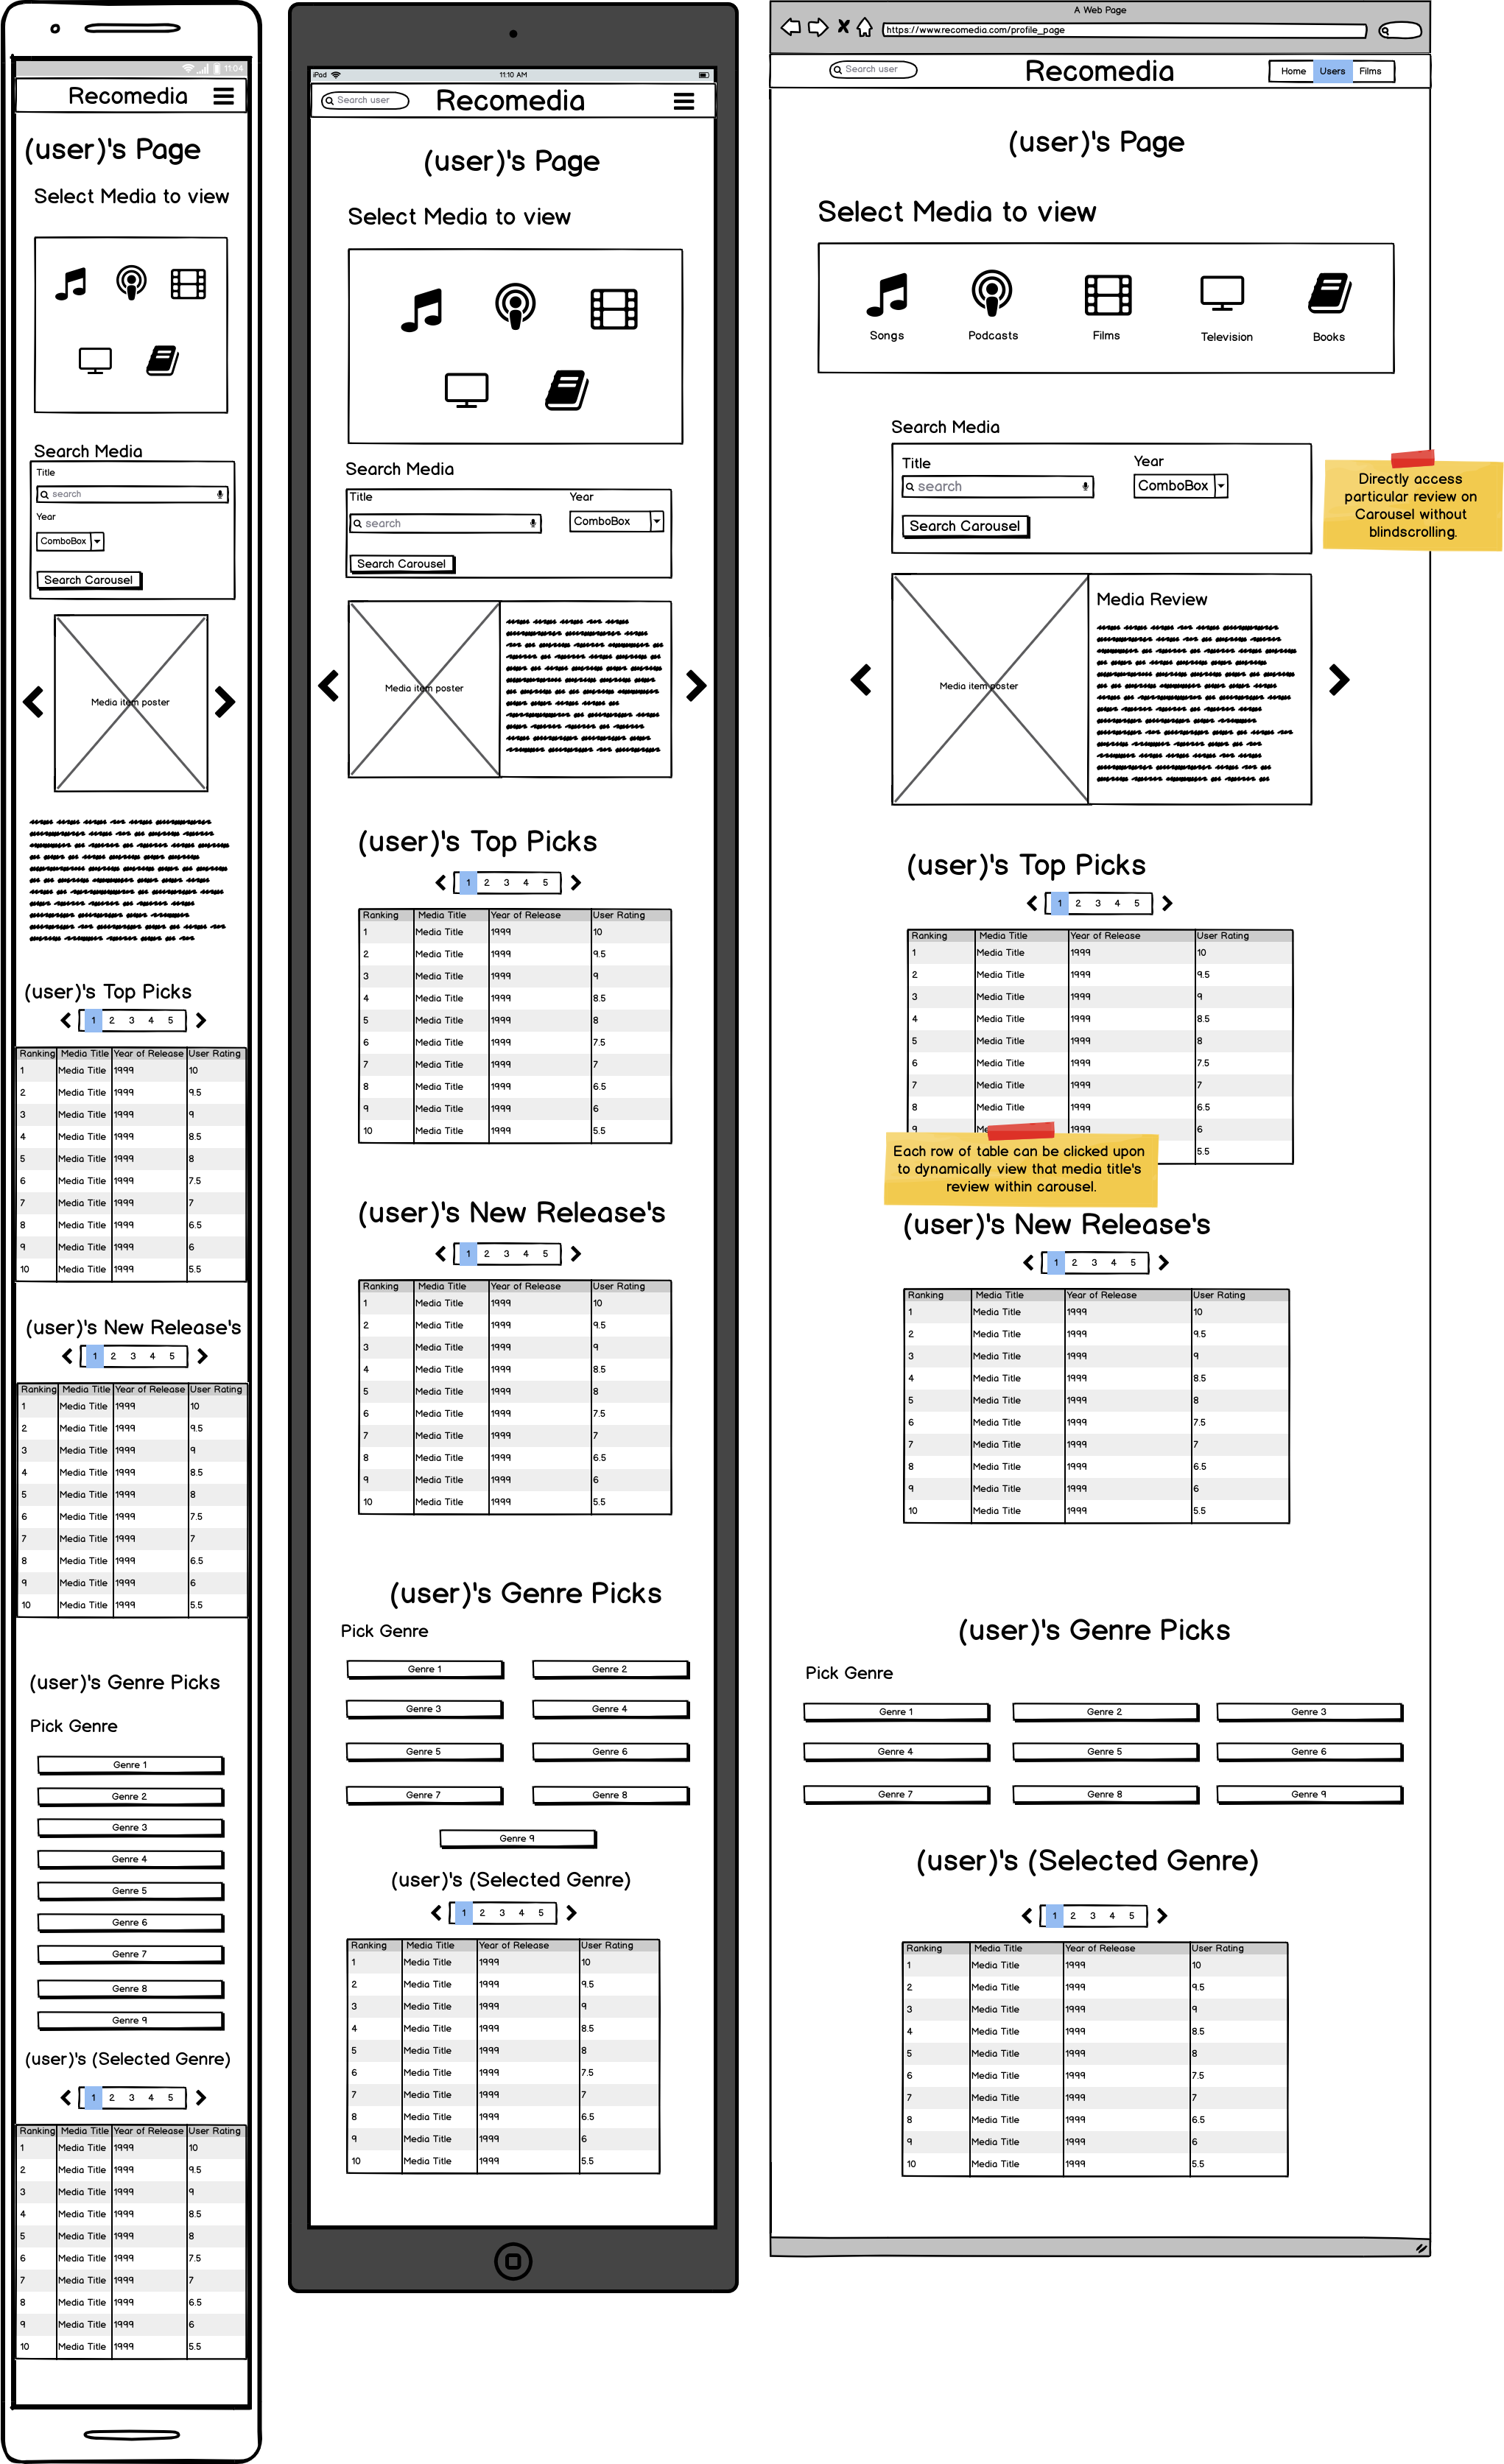 11:04
Recomedia
(user)'s Page
Select Media to view
Search Media
Title
search
Year
ComboBox
Search Carousel
Media item poster
(user)'s Top Picks
1 2 3 4 5
Ranking Media Title Year of Release User Rating
1 Media Title 1999 10
2 Media Title 1999 9.5
3 Media Title 1999 9
4 Media Title 1999 8.5
5 Media Title 1999 8
6 Media Title 1999 7.5
7 Media Title 1999 7
8 Media Title 1999 6.5
9 Media Title 1999 6
10 Media Title 1999 5.5
(user)'s New Release's
1 2 3 4 5
Ranking Media Title Year of Release User Rating
1 Media Title 1999 10
2 Media Title 1999 9.5
3 Media Title 1999 9
4 Media Title 1999 8.5
5 Media Title 1999 8
6 Media Title 1999 7.5
7 Media Title 1999 7
8 Media Title 1999 6.5
9 Media Title 1999 6
10 Media Title 1999 5.5
(user)'s Genre Picks
Pick Genre
Genre 1
Genre 2
Genre 3
Genre 4
Genre 5
Genre 6
Genre 7
Genre 8
Genre 9
(user)'s (Selected Genre)
1 2 3 4 5
Ranking Media Title Year of Release User Rating
1 Media Title 1999 10
2 Media Title 1999 9.5
3 Media Title 1999 9
4 Media Title 1999 8.5
5 Media Title 1999 8
6 Media Title 1999 7.5
7 Media Title 1999 7
8 Media Title 1999 6.5
9 Media Title 1999 6
10 Media Title 1999 5.5
iPad 11:10 AM
Search user Recomedia
(user)'s Page
Select Media to view
Search Media
Title Year
search ComboBox
Search Carousel
Media item poster
(user)'s Top Picks
1 2 3 4 5
Ranking Media Title Year of Release User Rating
1 Media Title 1999 10
2 Media Title 1999 9.5
3 Media Title 1999 9
4 Media Title 1999 8.5
5 Media Title 1999 8
6 Media Title 1999 7.5
7 Media Title 1999 7
8 Media Title 1999 6.5
9 Media Title 1999 6
10 Media Title 1999 5.5
(user)'s New Release's
1 2 3 4 5
Ranking Media Title Year of Release User Rating
1 Media Title 1999 10
2 Media Title 1999 9.5
3 Media Title 1999 9
4 Media Title 1999 8.5
5 Media Title 1999 8
6 Media Title 1999 7.5
7 Media Title 1999 7
8 Media Title 1999 6.5
9 Media Title 1999 6
10 Media Title 1999 5.5
(user)'s Genre Picks
Pick Genre
Genre 1 Genre 2
Genre 3 Genre 4
Genre 5 Genre 6
Genre 7 Genre 8
Genre 9
(user)'s (Selected Genre)
1 2 3 4 5
Ranking Media Title Year of Release User Rating
1 Media Title 1999 10
2 Media Title 1999 9.5
3 Media Title 1999 9
4 Media Title 1999 8.5
5 Media Title 1999 8
6 Media Title 1999 7.5
7 Media Title 1999 7
8 Media Title 1999 6.5
9 Media Title 1999 6
10 Media Title 1999 5.5
A Web Page
https://www.recomedia.com/profile_page
Search user Recomedia Home Users Films
(user)'s Page
Select Media to view
Songs Podcasts Films Television Books
Search Media
Title Year
search ComboBox
Search Carousel
Directly access
particular review on
Carousel without
blindscrolling.
Media Review
Media item poster
(user)'s Top Picks
1 2 3 4 5
Ranking Media Title Year of Release User Rating
1 Media Title 1999 10
2 Media Title 1999 9.5
3 Media Title 1999 9
4 Media Title 1999 8.5
5 Media Title 1999 8
6 Media Title 1999 7.5
7 Media Title 1999 7
8 Media Title 1999 6.5
9 1999 6
5.5
Each row of table can be clicked upon
to dynamically view that media title's
review within carousel.
(user)'s New Release's
1 2 3 4 5
Ranking Media Title Year of Release User Rating
1 Media Title 1999 10
2 Media Title 1999 9.5
3 Media Title 1999 9
4 Media Title 1999 8.5
5 Media Title 1999 8
6 Media Title 1999 7.5
7 Media Title 1999 7
8 Media Title 1999 6.5
9 Media Title 1999 6
10 Media Title 1999 5.5
(user)'s Genre Picks
Pick Genre
Genre 1 Genre 2 Genre 3
Genre 4 Genre 5 Genre 6
Genre 7 Genre 8 Genre 9
(user)'s (Selected Genre)
1 2 3 4 5
Ranking Media Title Year of Release User Rating
1 Media Title 1999 10
2 Media Title 1999 9.5
3 Media Title 1999 9
4 Media Title 1999 8.5
5 Media Title 1999 8
6 Media Title 1999 7.5
7 Media Title 1999 7
8 Media Title 1999 6.5
9 Media Title 1999 6
10 Media Title 1999 5.5